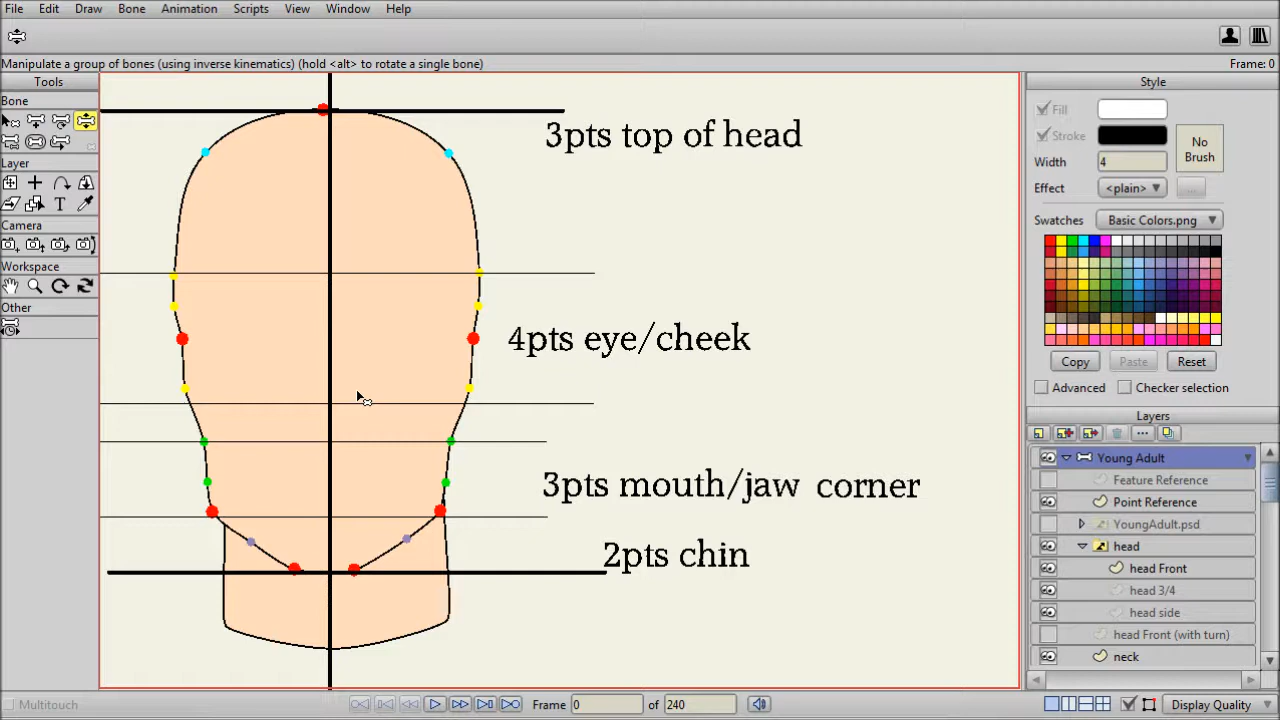 File Edit Draw Bone Animation Scripts View Window Help
Manipulate a group of bones (using inverse kinematics) (hold <alt> to rotate a single bone) Frame: 0
Tools
Bone
Layer
T
Camera
Workspace
Other
3pts top of head
4pts eye/cheek
3pts mouth/jaw corner
2pts chin
Style
Fill
Stroke
No
Brush
Width 4
Effect <plain> ...
Swatches Basic Colors.png
Copy Paste Reset
Advanced Checker selection
Layers
Young Adult
Feature Reference
Point Reference
YoungAdult.psd
head
head Front
head 3/4
head side
head Front (with turn)
neck
Multitouch Frame 0 of 240 Display Quality